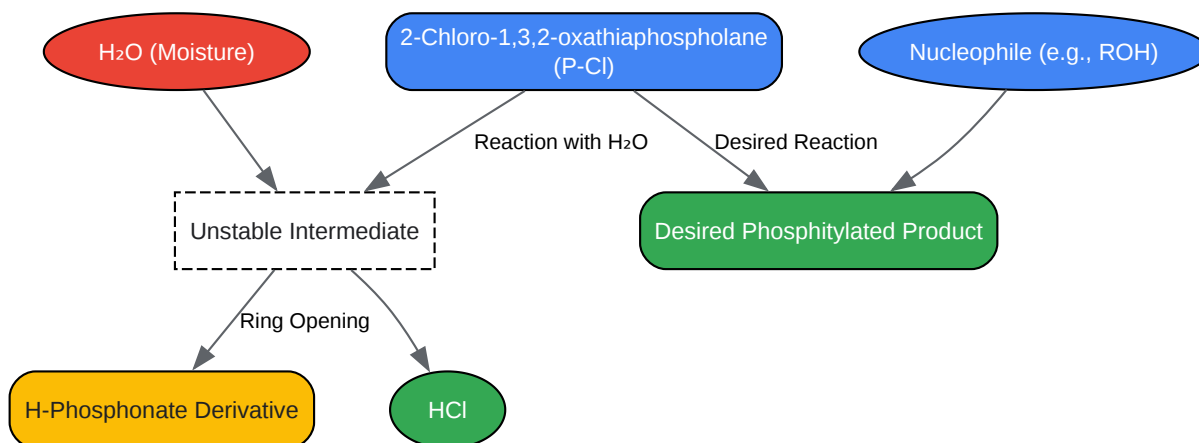 H₂O (Moisture)
2-Chloro-1,3,2-oxathiaphospholane
(P-Cl)
Nucleophile (e.g., ROH)
Reaction with H₂O
Desired Reaction
Unstable Intermediate
Desired Phosphitylated Product
Ring Opening
H-Phosphonate Derivative
HCl